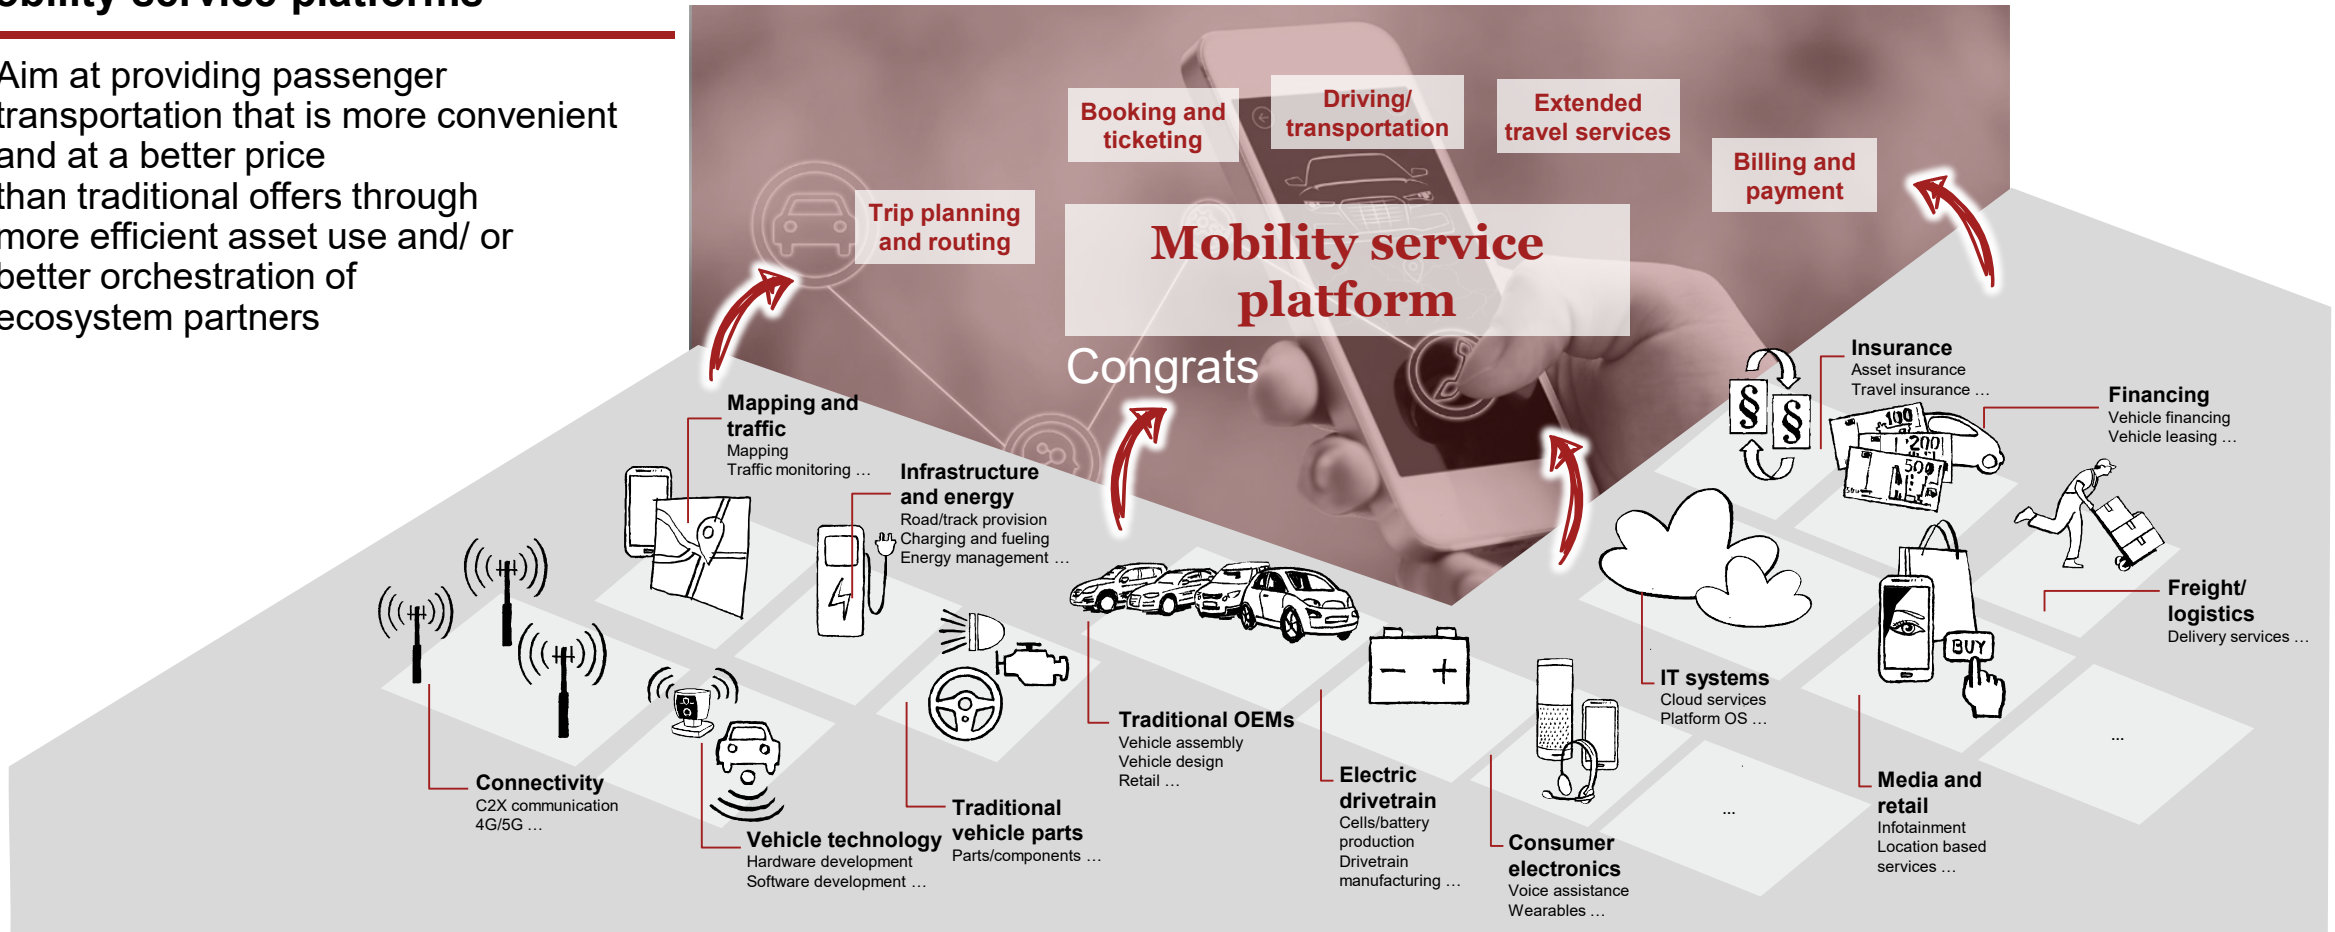 obility service platforms
Aim at providing passenger
transportation that is more convenient
and at a better price
than traditional offers through
more efficient asset use and/ or
better orchestration of
ecosystem partners
Booking and
ticketing
Driving/
transportation
Extended
travel services
Billing and
payment
Trip planning
and routing
Mobility service
platform
Congrats
Mapping and
traffic
Mapping
Traffic monitoring …
Infrastructure
and energy
Road/track provision
Charging and fueling
Energy management …
Insurance
Asset insurance
Travel insurance …
Financing
Vehicle financing
Vehicle leasing …
§
§
100
200
500
Freight/
logistics
Delivery services …
BUY
IT systems
Cloud services
Platform OS …
Traditional OEMs
Vehicle assembly
Vehicle design
Retail …
Connectivity
C2X communication
4G/5G …
Vehicle technology
Hardware development
Software development …
Traditional
vehicle parts
Parts/components …
Electric
drivetrain
Cells/battery
production
Drivetrain
manufacturing …
Consumer
electronics
Voice assistance
Wearables …
...
Media and
retail
Infotainment
Location based
services …
...